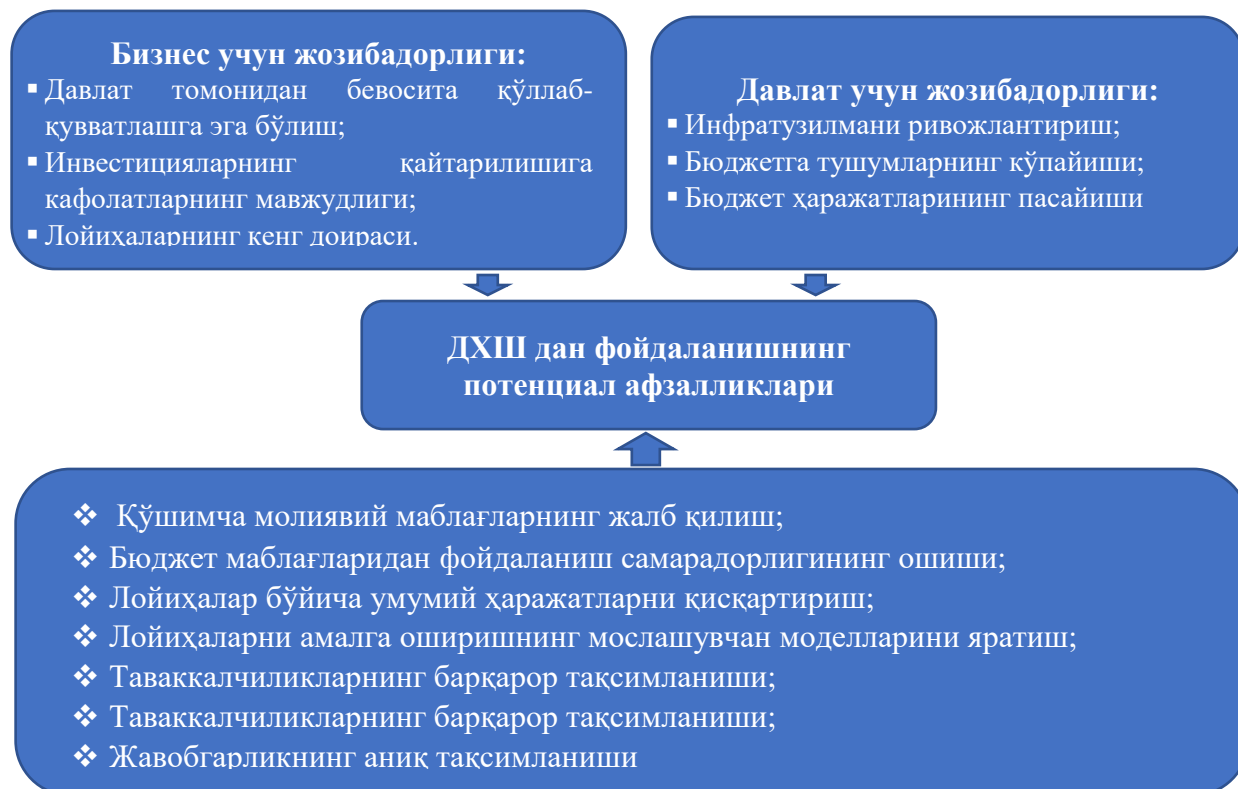 Бизнес учун жозибадорлиги:
▪ Давлат томонидан бевосита қўллаб-
қувватлашга эга бўлиш;
▪ Инвестицияларнинг қайтарилишига
кафолатларнинг мавжудлиги;
▪ Лойиҳаларнинг кенг доираси.
Давлат учун жозибадорлиги:
▪ Инфратузилмани ривожлантириш;
▪ Бюджетга тушумларнинг кўпайиши;
▪ Бюджет ҳаражатларининг пасайиши
ДХШ дан фойдаланишнинг
потенциал афзалликлари
❖ Қўшимча молиявий маблағларнинг жалб қилиш;
❖ Бюджет маблағларидан фойдаланиш самарадорлигининг ошиши;
❖ Лойиҳалар бўйича умумий ҳаражатларни қисқартириш;
❖ Лойиҳаларни амалга оширишнинг мослашувчан моделларини яратиш;
❖ Таваккалчиликларнинг барқарор тақсимланиши;
❖ Таваккалчиликларнинг барқарор тақсимланиши;
❖ Жавобгарликнинг аниқ тақсимланиши